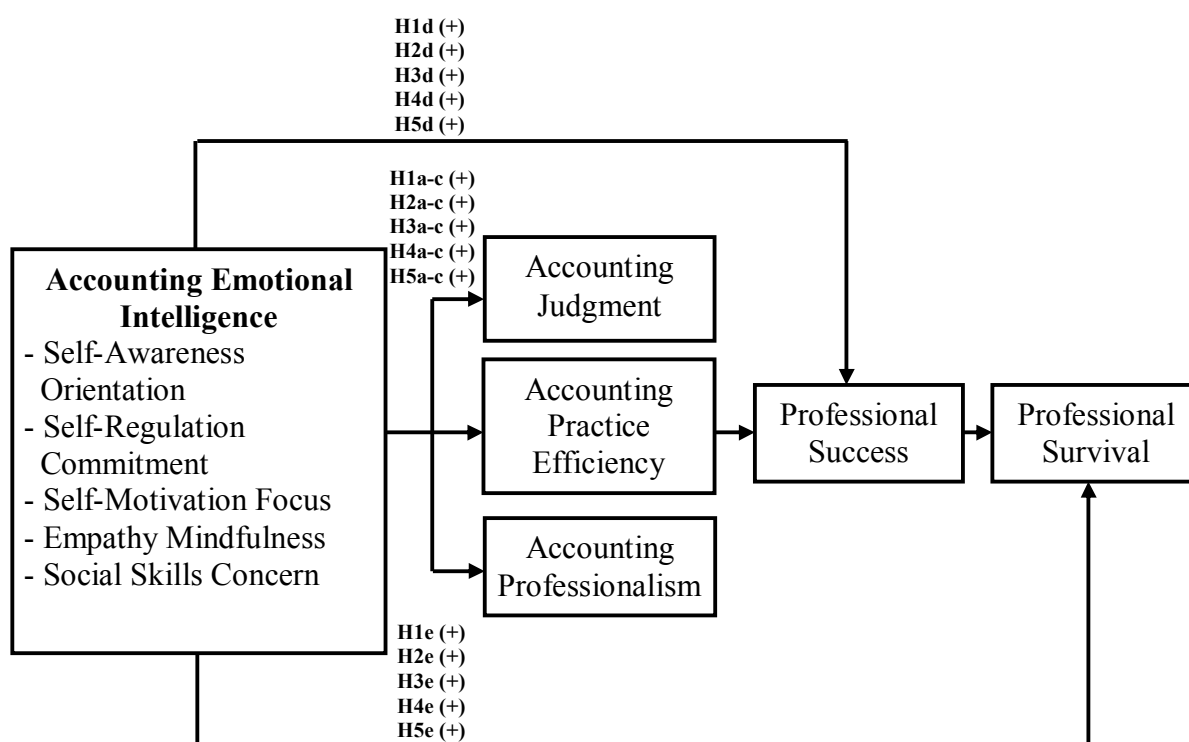 H1d (+)
H2d (+)
H3d (+)
H4d (+)
H5d (+)
H1a-c (+)
H2a-c (+)
H3a-c (+)
H4a-c (+)
H5a-c (+)
Accounting Emotional
Intelligence
- Self-Awareness
Orientation
- Self-Regulation
Commitment
- Self-Motivation Focus
- Empathy Mindfulness
- Social Skills Concern
Accounting
Judgment
Accounting
Practice
Efficiency
Accounting
Professionalism
Professional
Success
Professional
Survival
H1e (+)
H2e (+)
H3e (+)
H4e (+)
H5e (+)